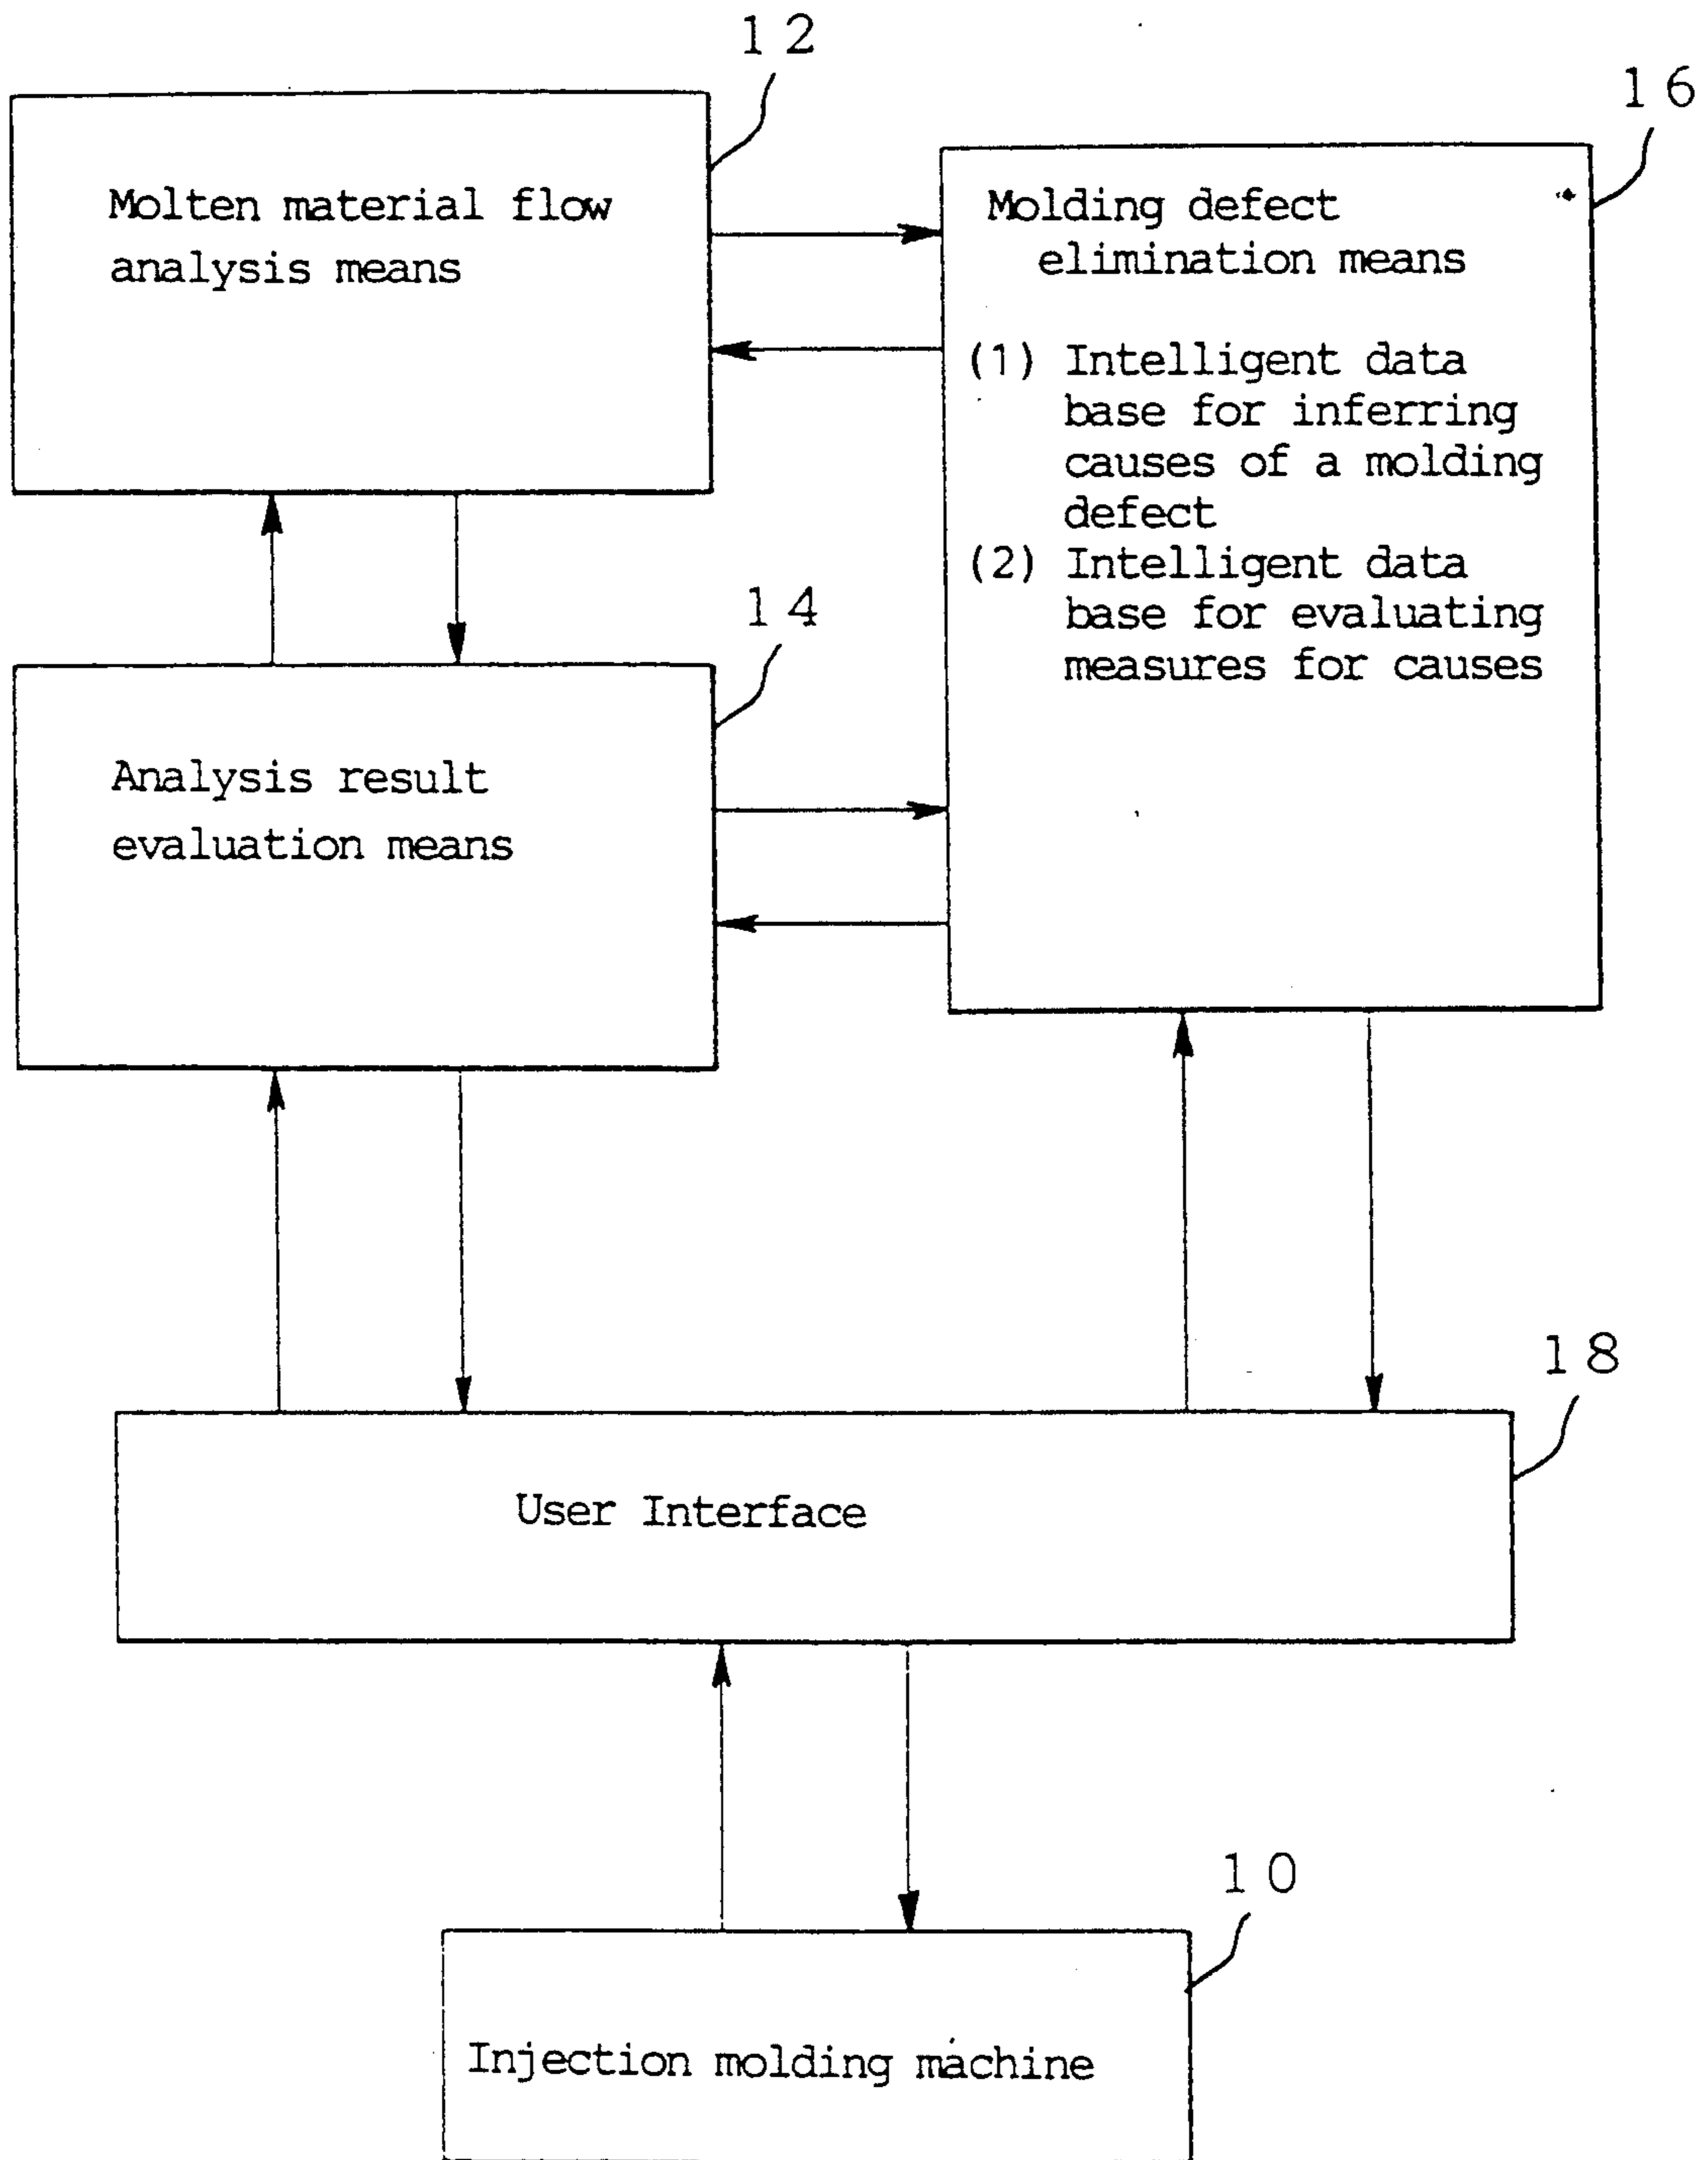 12
16
Molten material flow
analysis means
Molding defect
elimination means
(1) Intelligent data
base for inferring
causes of a molding
defect
(2) Intelligent data
base for evaluating
measures for causes
14
Analysis result
evaluation means
18
User Interface
10
Injection molding machine